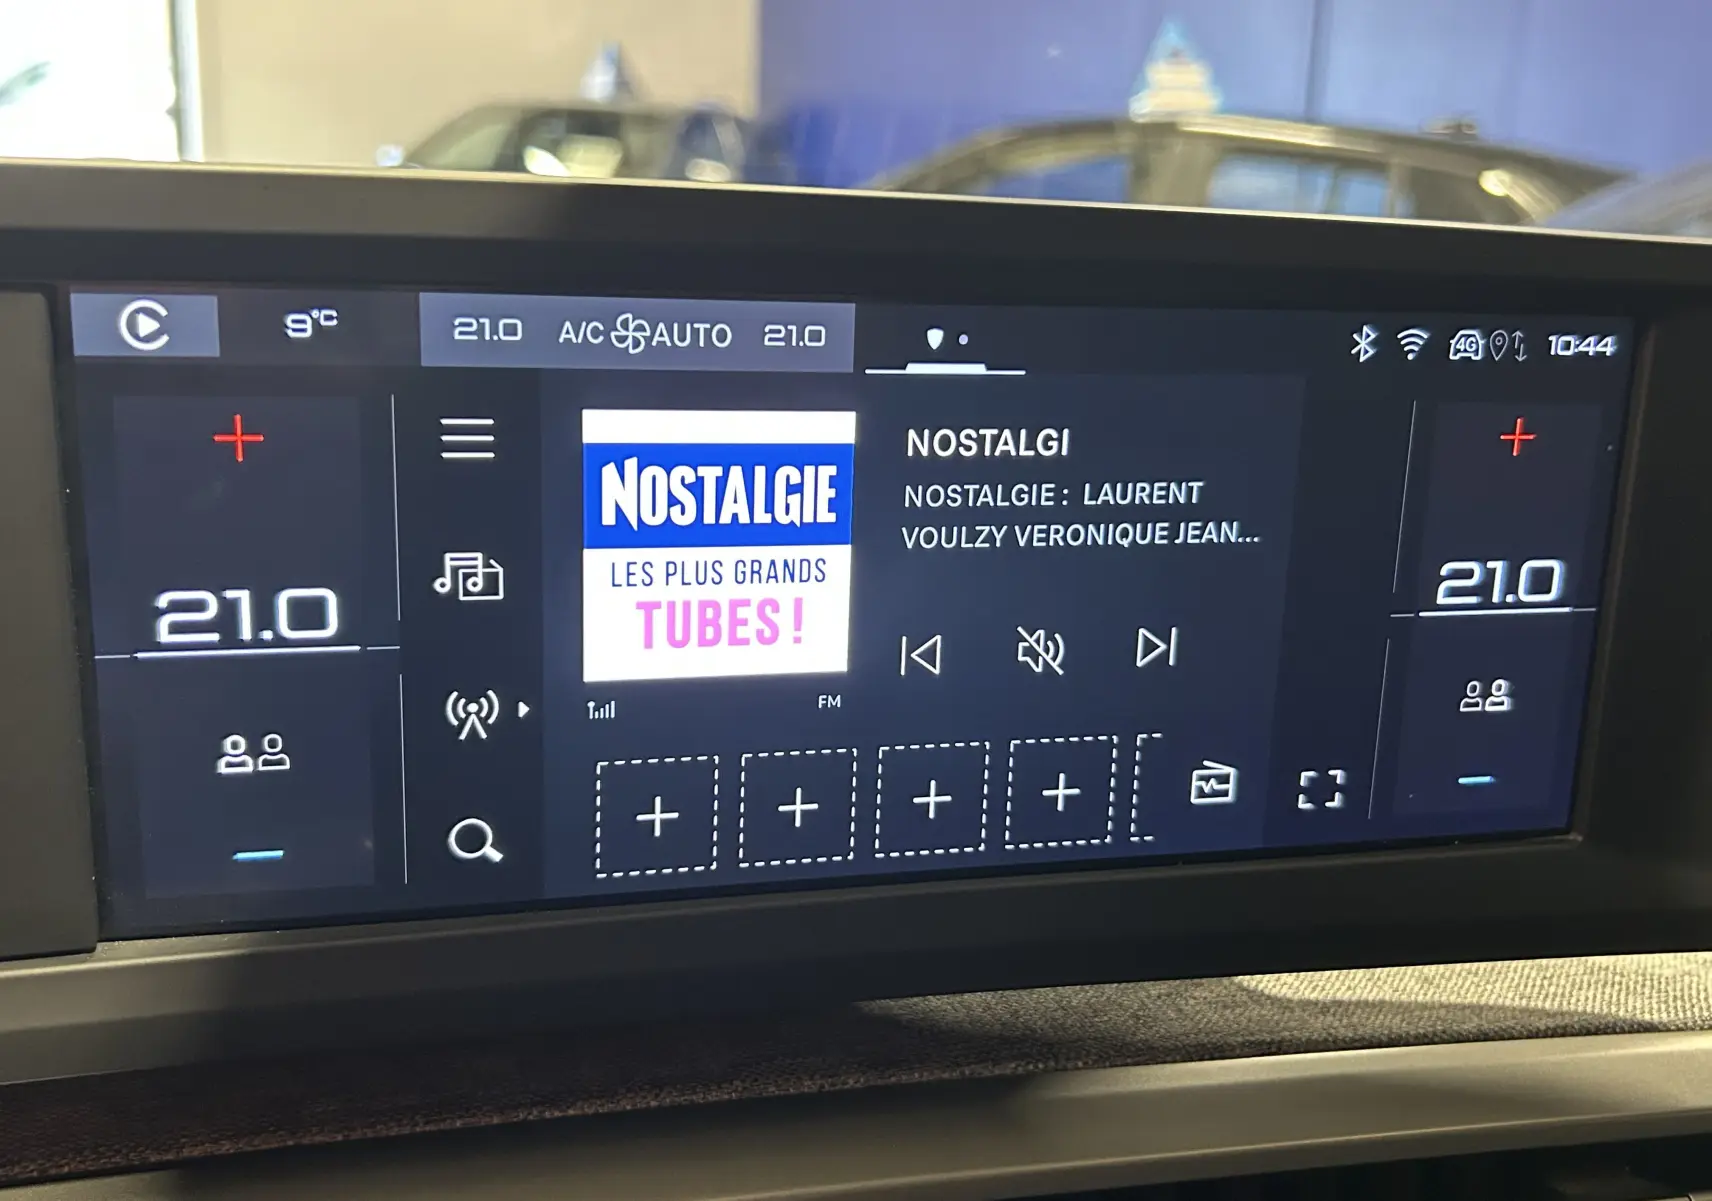 9°C
21.0 A/C AUTO 21.0
4G 10:44
NOSTALGIE
LES PLUS GRANDS
TUBES !
FM
NOSTALGI
NOSTALGIE : LAURENT
VOULZY VERONIQUE JEAN...
21.0
21.0